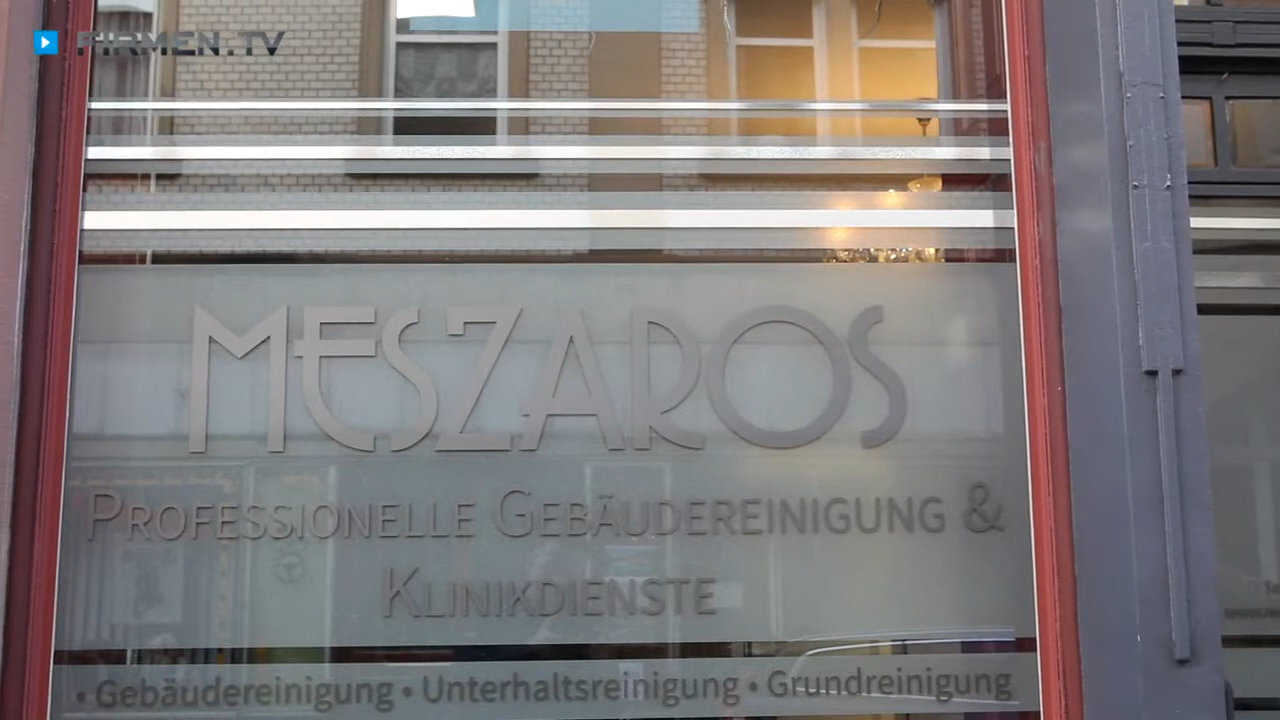 FIRMEN.TV
MESZAROS
PROFESSIONELLE GEBÄUDEREINIGUNG &
KLINIKDIENSTE
• Gebäudereinigung • Unterhaltsreinigung • Grundreinigung